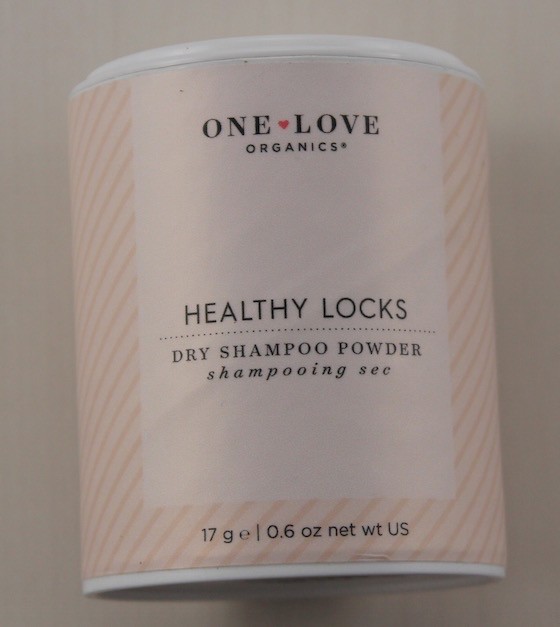 ONE LOVE
ORGANICS®
HEALTHY LOCKS
DRY SHAMPOO POWDER
shampooing sec
17 g ℮ | 0.6 oz net wt US